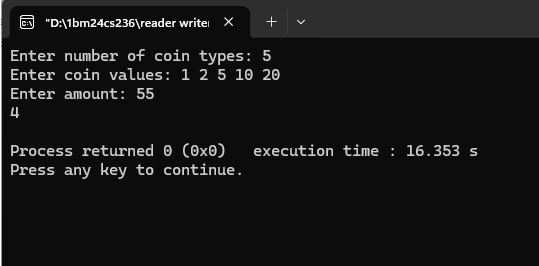 "D:\1bm24cs236\reader writer
Enter number of coin types: 5
Enter coin values: 1 2 5 10 20
Enter amount: 55
4
Process returned 0 (0x0)   execution time : 16.353 s
Press any key to continue.